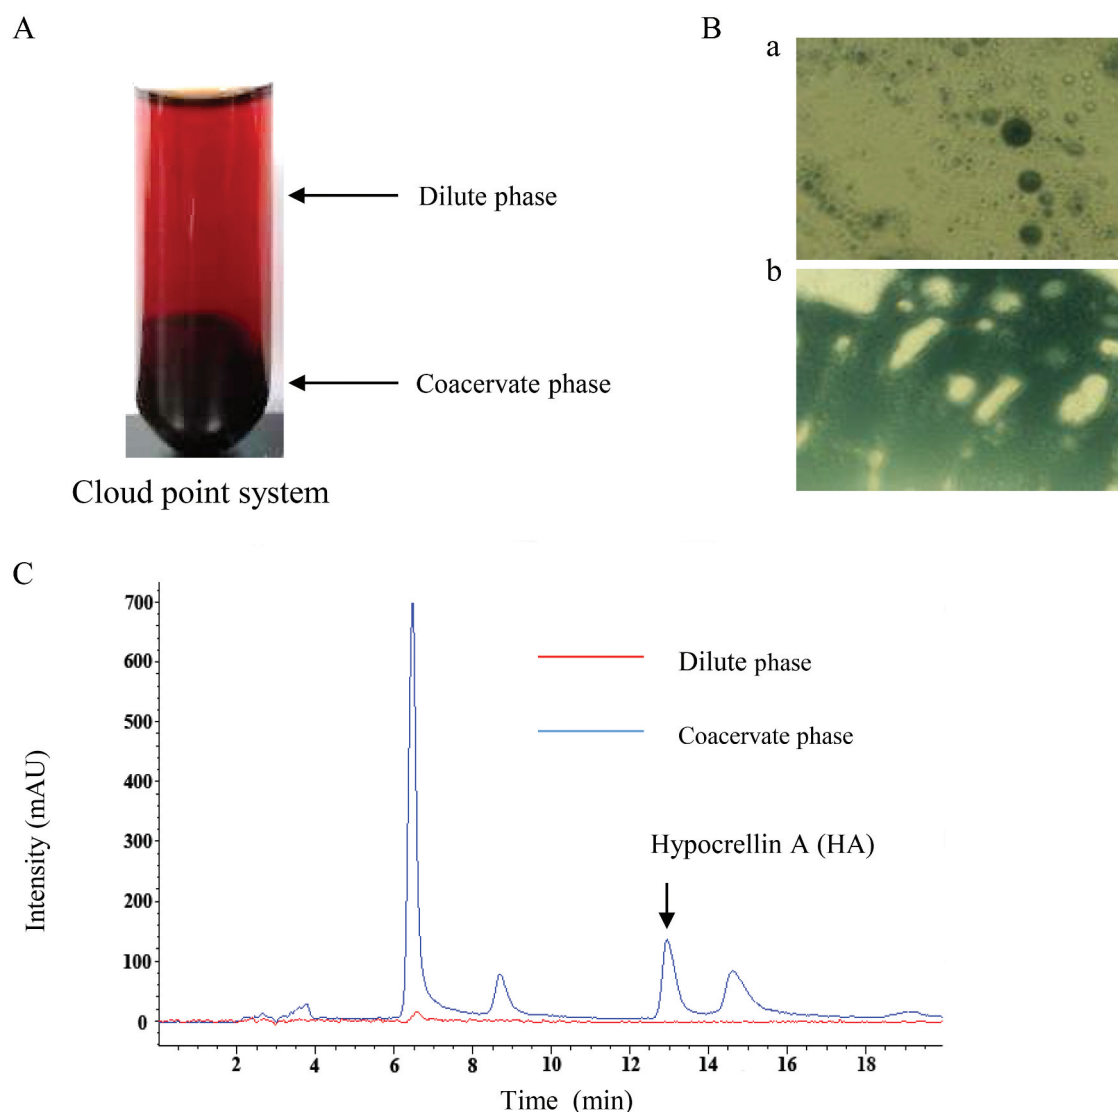 A
Dilute phase
Coacervate phase
Cloud point system
B
a
b
C
700
600
500
400
300
200
100
0
Intensity (mAU)
Dilute phase
Coacervate phase
Hypocrellin A (HA)
2 4 6 8 10 12 14 16 18
Time (min)